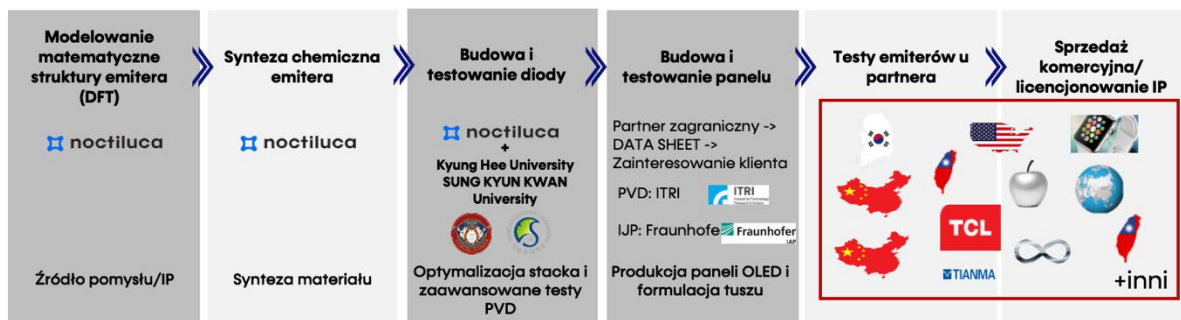 Modelowanie
matematyczne
struktury emitera
(DFT)
noctiluca
Źródło pomysłu/IP
Synteza chemiczna
emitera
noctiluca
Synteza materiału
Budowa i
testowanie diody
noctiluca
+
Kyung Hee University
SUNG KYUN KWAN
University
Optymalizacja stacka i
zaawansowane testy
PVD
Budowa i
testowanie panelu
Partner zagraniczny ->
DATA SHEET ->
Zainteresowanie klienta
PVD: ITRI
ITRI
IJP: Fraunhofe
Fraunhofer
IAP
Produkcja paneli OLED i
formulacja tuszu
Testy emiterów u
partnera
TCL
TIANMA
Sprzedaż
komercyjna/
licencjonowanie IP
+inni